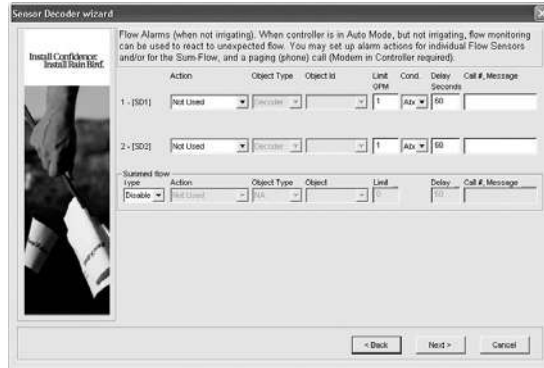 Sensor Decoder wizard
Install Confidence.
Install Rain Bird.
Flow Alarms (when not irrigating). When controller is in Auto Mode, but not irrigating, flow monitoring
can be used to react to unexpected flow. You may set up alarm actions for individual Flow Sensors
and/or for the Sum-Flow, and a paging (phone) call (Modem in Controller required).
Action Object Type Object Id Limit GPM Cond. Delay Seconds Call #, Message
1 - [SD1] Not Used Decoder 1 Abv 60
2 - [SD2] Not Used Decoder 1 Abv 60
Summed flow
Type Action Object Type Object Limit Delay Call #, Message
Disable Not Used NA 0 60
< Back Next > Cancel